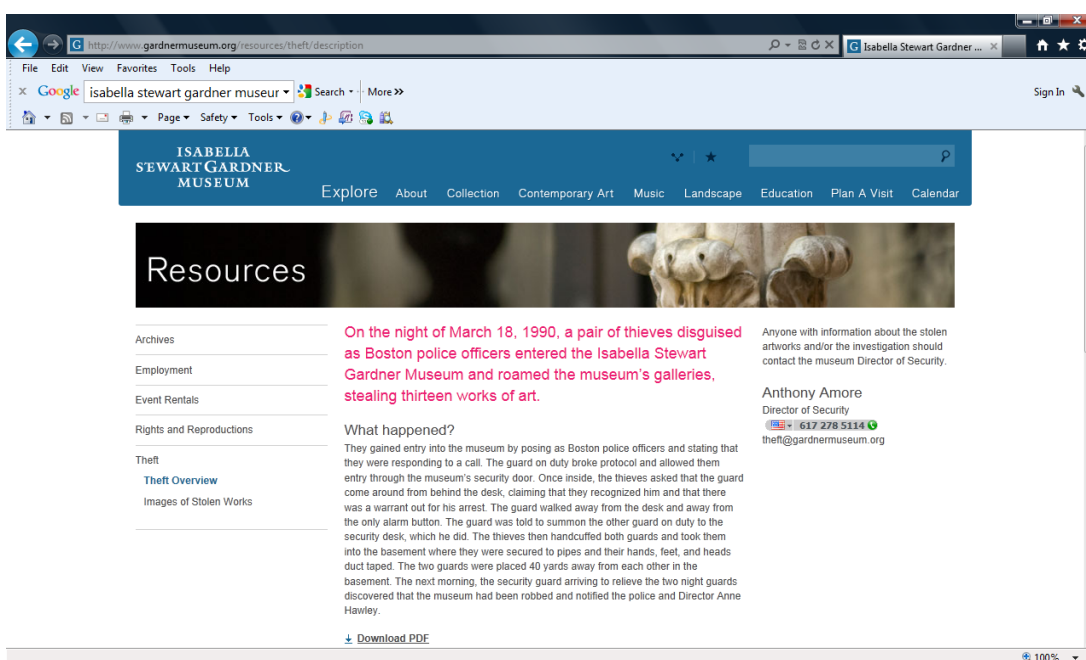 http://www.gardnermuseum.org/resources/theft/description
G Isabella Stewart Gardner ...
File Edit View Favorites Tools Help
x Google isabella stewart gardner museur Search More >>
Sign In
Page Safety Tools
ISABELLA
STEWART GARDNER
MUSEUM
Explore About Collection Contemporary Art Music Landscape Education Plan A Visit Calendar
Resources
Archives
Employment
Event Rentals
Rights and Reproductions
Theft
Theft Overview
Images of Stolen Works
On the night of March 18, 1990, a pair of thieves disguised
as Boston police officers entered the Isabella Stewart
Gardner Museum and roamed the museum's galleries,
stealing thirteen works of art.
What happened?
They gained entry into the museum by posing as Boston police officers and stating that
they were responding to a call. The guard on duty broke protocol and allowed them
entry through the museum's security door. Once inside, the thieves asked that the guard
come around from behind the desk, claiming that they recognized him and that there
was a warrant out for his arrest. The guard walked away from the desk and away from
the only alarm button. The guard was told to summon the other guard on duty to the
security desk, which he did. The thieves then handcuffed both guards and took them
into the basement where they were secured to pipes and their hands, feet, and heads
duct taped. The two guards were placed 40 yards away from each other in the
basement. The next morning, the security guard arriving to relieve the two night guards
discovered that the museum had been robbed and notified the police and Director Anne
Hawley.
Download PDF
Anyone with information about the stolen
artworks and/or the investigation should
contact the museum Director of Security.
Anthony Amore
Director of Security
617 278 5114
theft@gardnermuseum.org
100%